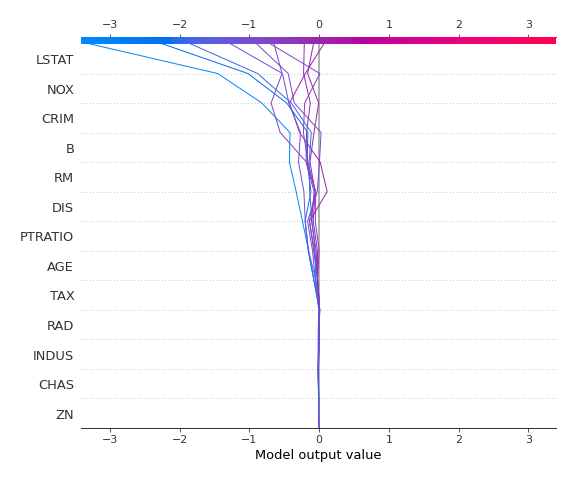 −3 −2 −1 0 1 2 3
LSTAT
NOX
CRIM
B
RM
DIS
PTRATIO
AGE
TAX
RAD
INDUS
CHAS
ZN
−3 −2 −1 0 1 2 3
Model output value